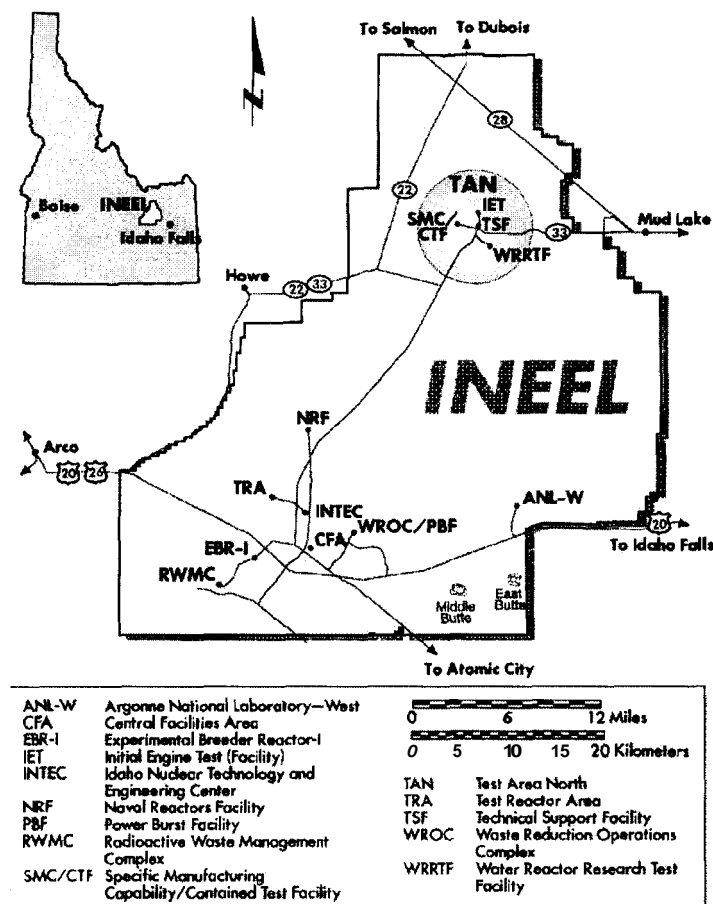 To Salmon
To Dubois
28
22
TAN
IET
SMC/
CTF
TSF
WRRTF
33
Mud Lake
Boise
INEEL
Idaho Falls
N
Howe
22
33
INEEL
NRF
Arco
20
26
TRA
INTEC
ANL-W
WROC/PBF
CFA
EBR-I
RWMC
20
To Idaho Falls
Middle
Butte
East
Butte
To Atomic City
ANL-W Argonne National Laboratory—West
CFA Central Facilities Area
EBR-I Experimental Breeder Reactor-I
IET Initial Engine Test (Facility)
INTEC Idaho Nuclear Technology and
Engineering Center
NRF Naval Reactors Facility
PBF Power Burst Facility
RWMC Radioactive Waste Management
Complex
SMC/CTF Specific Manufacturing
Capability/Contained Test Facility
0 6 12 Miles
0 5 10 15 20 Kilometers
TAN Test Area North
TRA Test Reactor Area
TSF Technical Support Facility
WROC Waste Reduction Operations
Complex
WRRTF Water Reactor Research Test
Facility